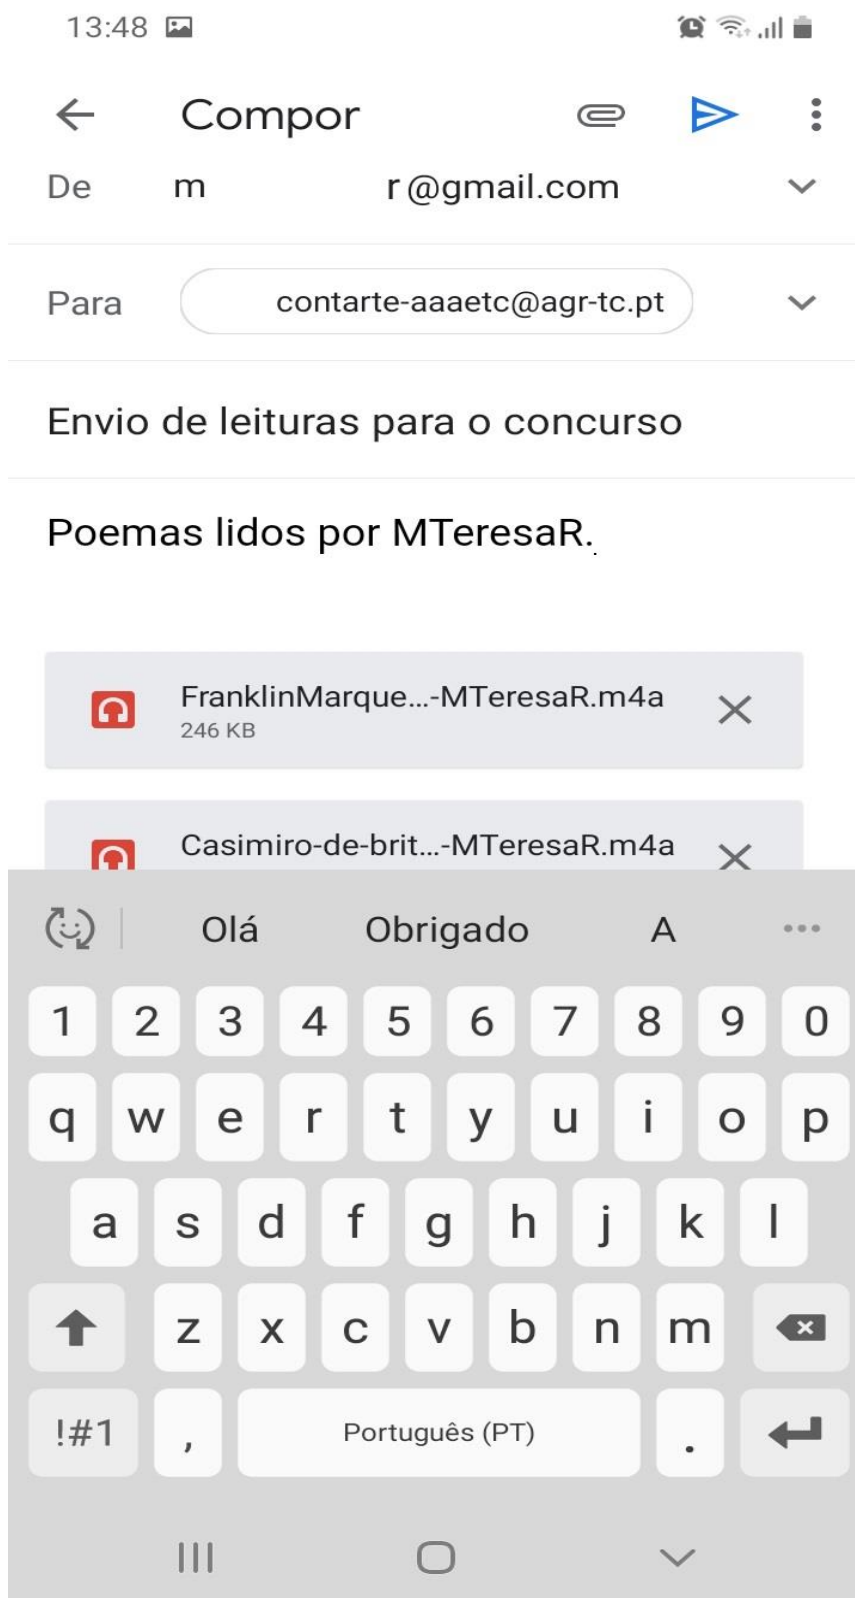 13:48
Compor
De m r@gmail.com
Para contarte-aaaetc@agr-tc.pt
Envio de leituras para o concurso
Poemas lidos por MTeresaR.
FranklinMarque...-MTeresaR.m4a
246 KB
Casimiro-de-brit...-MTeresaR.m4a
Olá Obrigado A
1 2 3 4 5 6 7 8 9 0
q w e r t y u i o p
a s d f g h j k l
z x c v b n m
!#1 , Português (PT) .